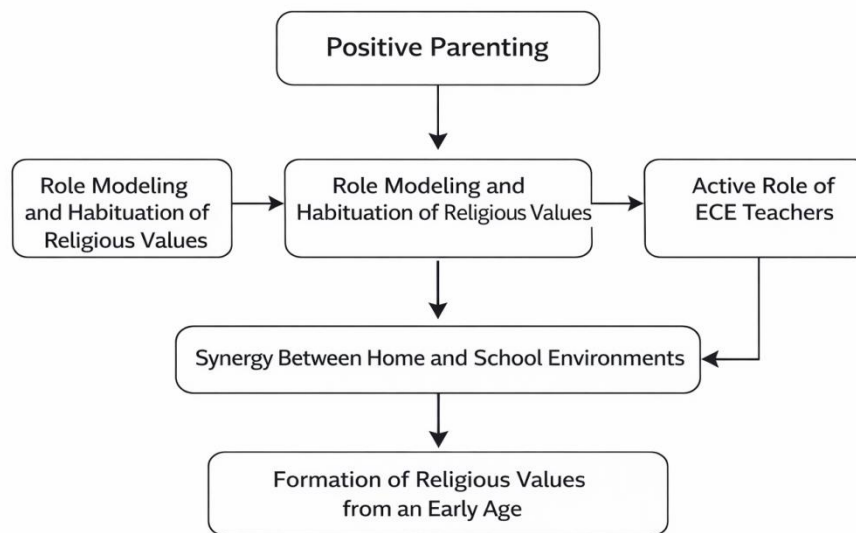 Positive Parenting
Role Modeling
and Habituation of
Religious Values
Role Modeling and
Habituation of Religious Values
Active Role of
ECE Teachers
Synergy Between Home and School Environments
Formation of Religious Values
from an Early Age